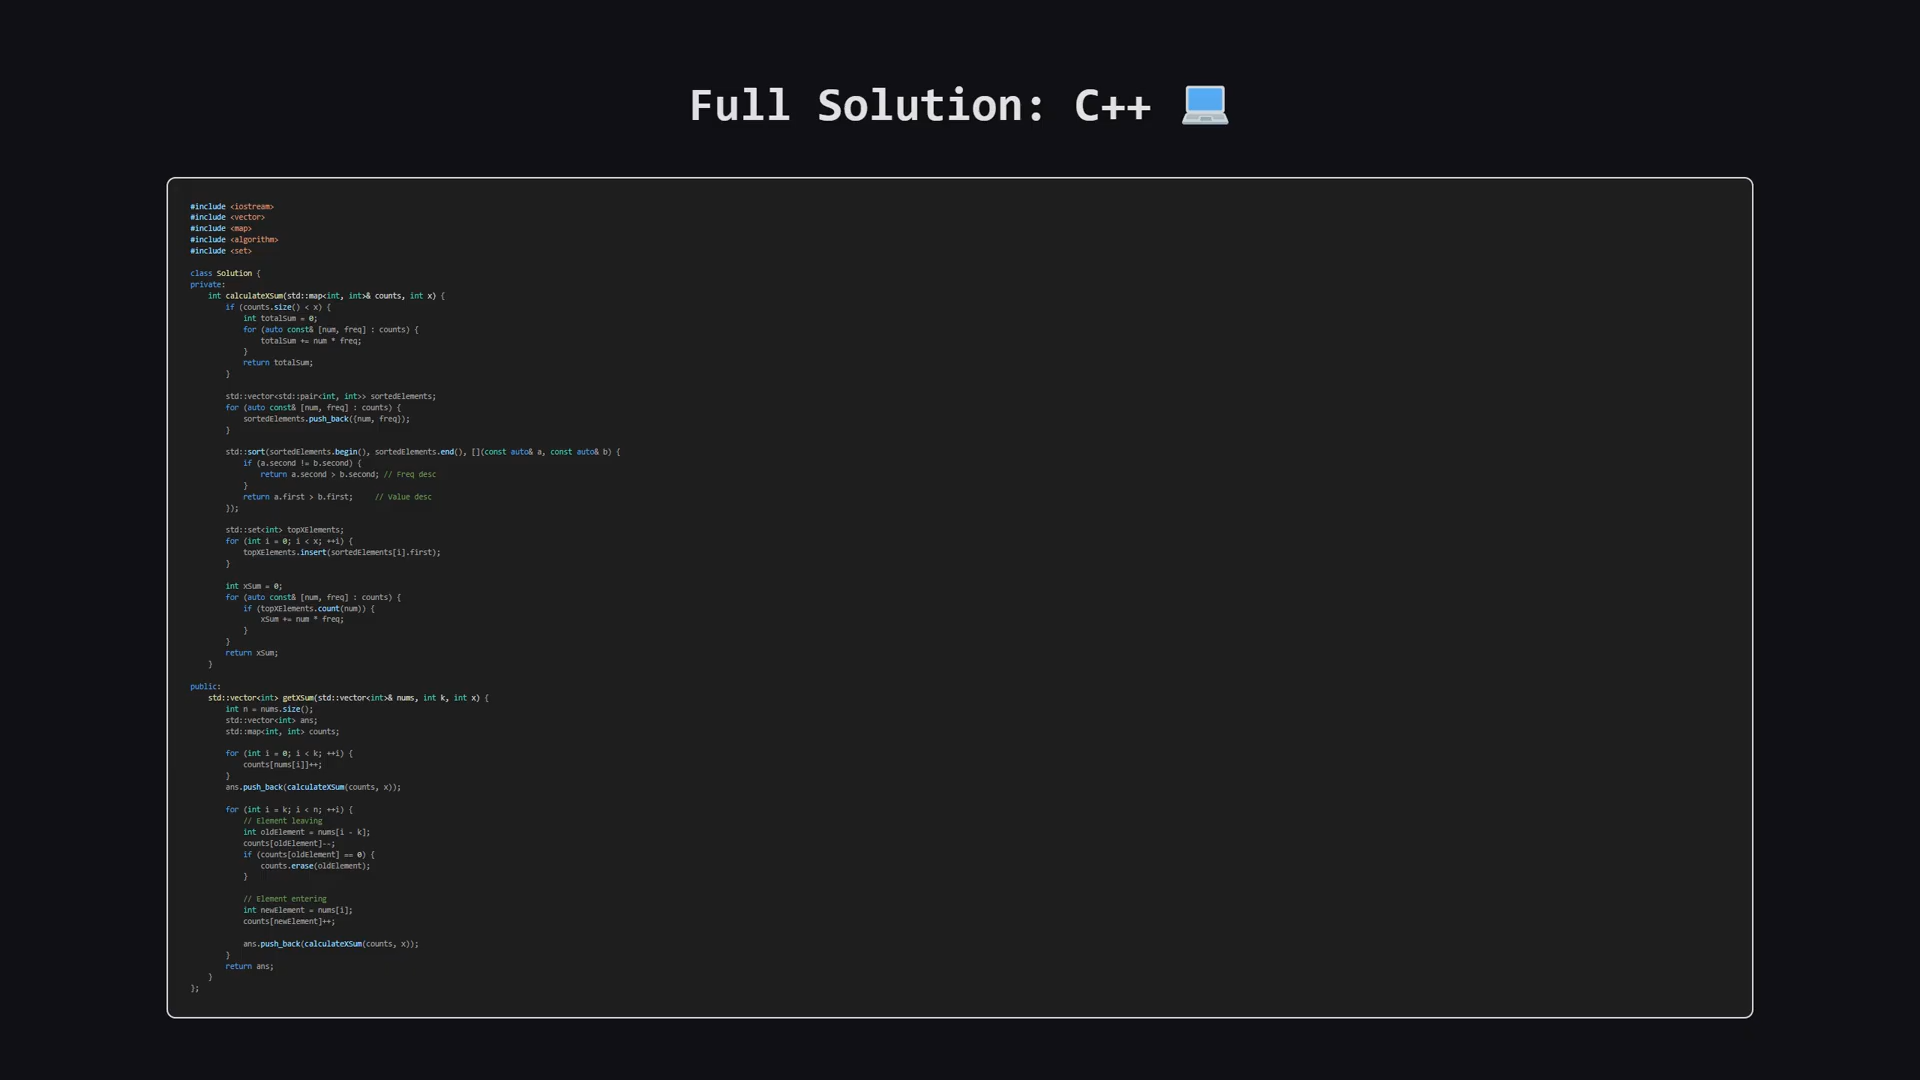 Full Solution: C++ 💻
#include <iostream>
#include <vector>
#include <map>
#include <algorithm>
#include <set>

class Solution {
private:
    int calculateXSum(std::map<int, int>& counts, int x) {
        if (counts.size() < x) {
            int totalSum = 0;
            for (auto const& [num, freq] : counts) {
                totalSum += num * freq;
            }
            return totalSum;
        }

        std::vector<std::pair<int, int>> sortedElements;
        for (auto const& [num, freq] : counts) {
            sortedElements.push_back({num, freq});
        }

        std::sort(sortedElements.begin(), sortedElements.end(), [](const auto& a, const auto& b) {
            if (a.second != b.second) {
                return a.second > b.second; // Freq desc
            }
            return a.first > b.first;     // Value desc
        });

        std::set<int> topXElements;
        for (int i = 0; i < x; ++i) {
            topXElements.insert(sortedElements[i].first);
        }

        int xSum = 0;
        for (auto const& [num, freq] : counts) {
            if (topXElements.count(num)) {
                xSum += num * freq;
            }
        }
        return xSum;
    }

public:
    std::vector<int> getXSum(std::vector<int>& nums, int k, int x) {
        int n = nums.size();
        std::vector<int> ans;
        std::map<int, int> counts;

        for (int i = 0; i < k; ++i) {
            counts[nums[i]]++;
        }
        ans.push_back(calculateXSum(counts, x));

        for (int i = k; i < n; ++i) {
            // Element leaving
            int oldElement = nums[i - k];
            counts[oldElement]--;
            if (counts[oldElement] == 0) {
                counts.erase(oldElement);
            }

            // Element entering
            int newElement = nums[i];
            counts[newElement]++;

            ans.push_back(calculateXSum(counts, x));
        }
        return ans;
    }
};